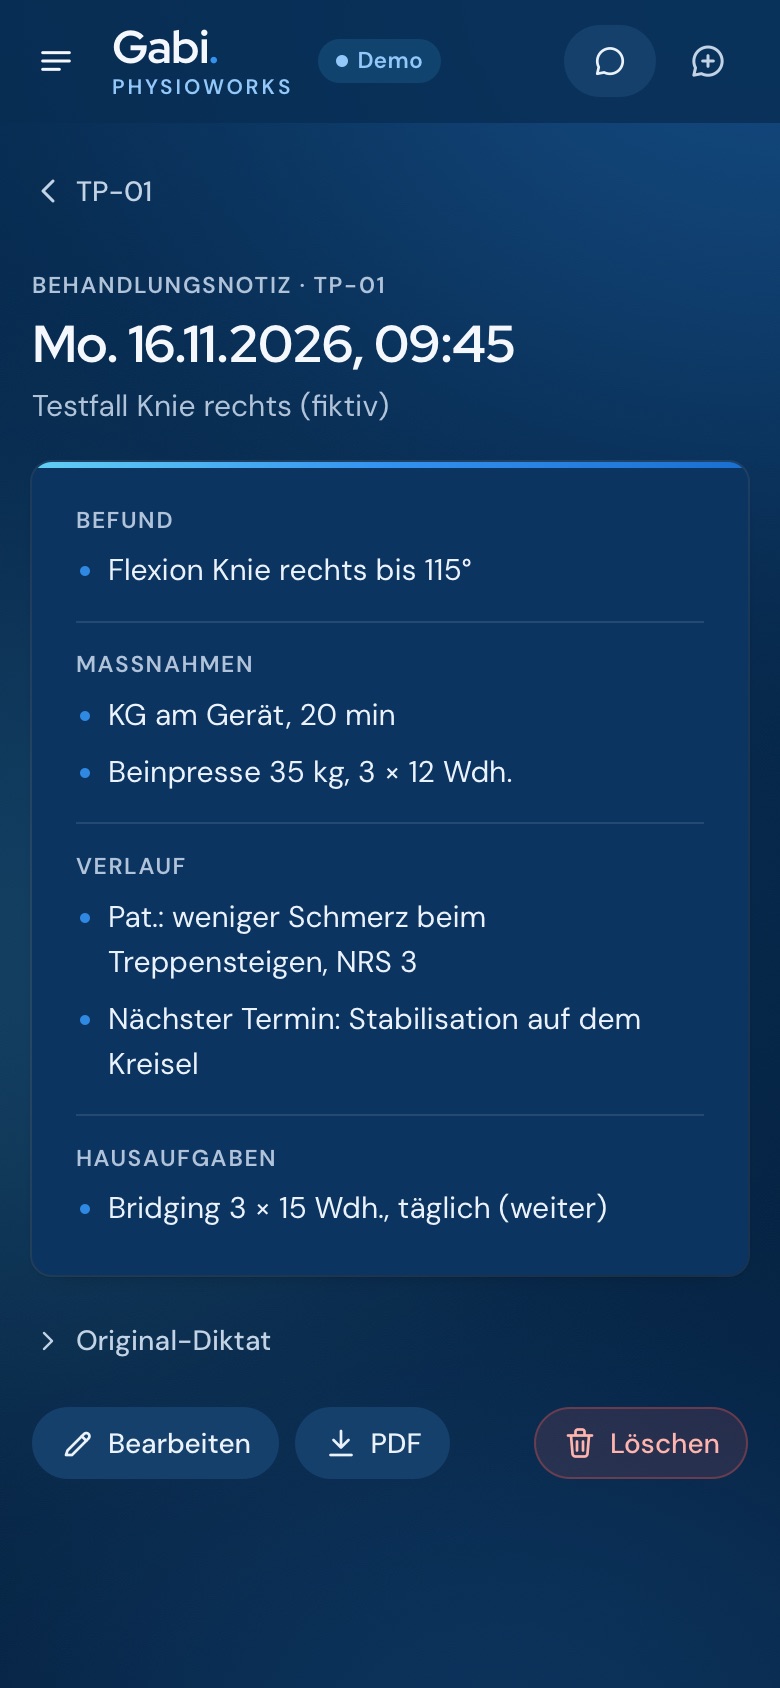 Gabi.
PHYSIOWORKS
Demo
TP-01
BEHANDLUNGSNOTIZ · TP-01
Mo. 16.11.2026, 09:45
Testfall Knie rechts (fiktiv)
BEFUND
• Flexion Knie rechts bis 115°
MASSNAHMEN
• KG am Gerät, 20 min
• Beinpresse 35 kg, 3 × 12 Wdh.
VERLAUF
• Pat.: weniger Schmerz beim
Treppensteigen, NRS 3
• Nächster Termin: Stabilisation auf dem
Kreisel
HAUSAUFGABEN
• Bridging 3 × 15 Wdh., täglich (weiter)
Original-Diktat
Bearbeiten
PDF
Löschen